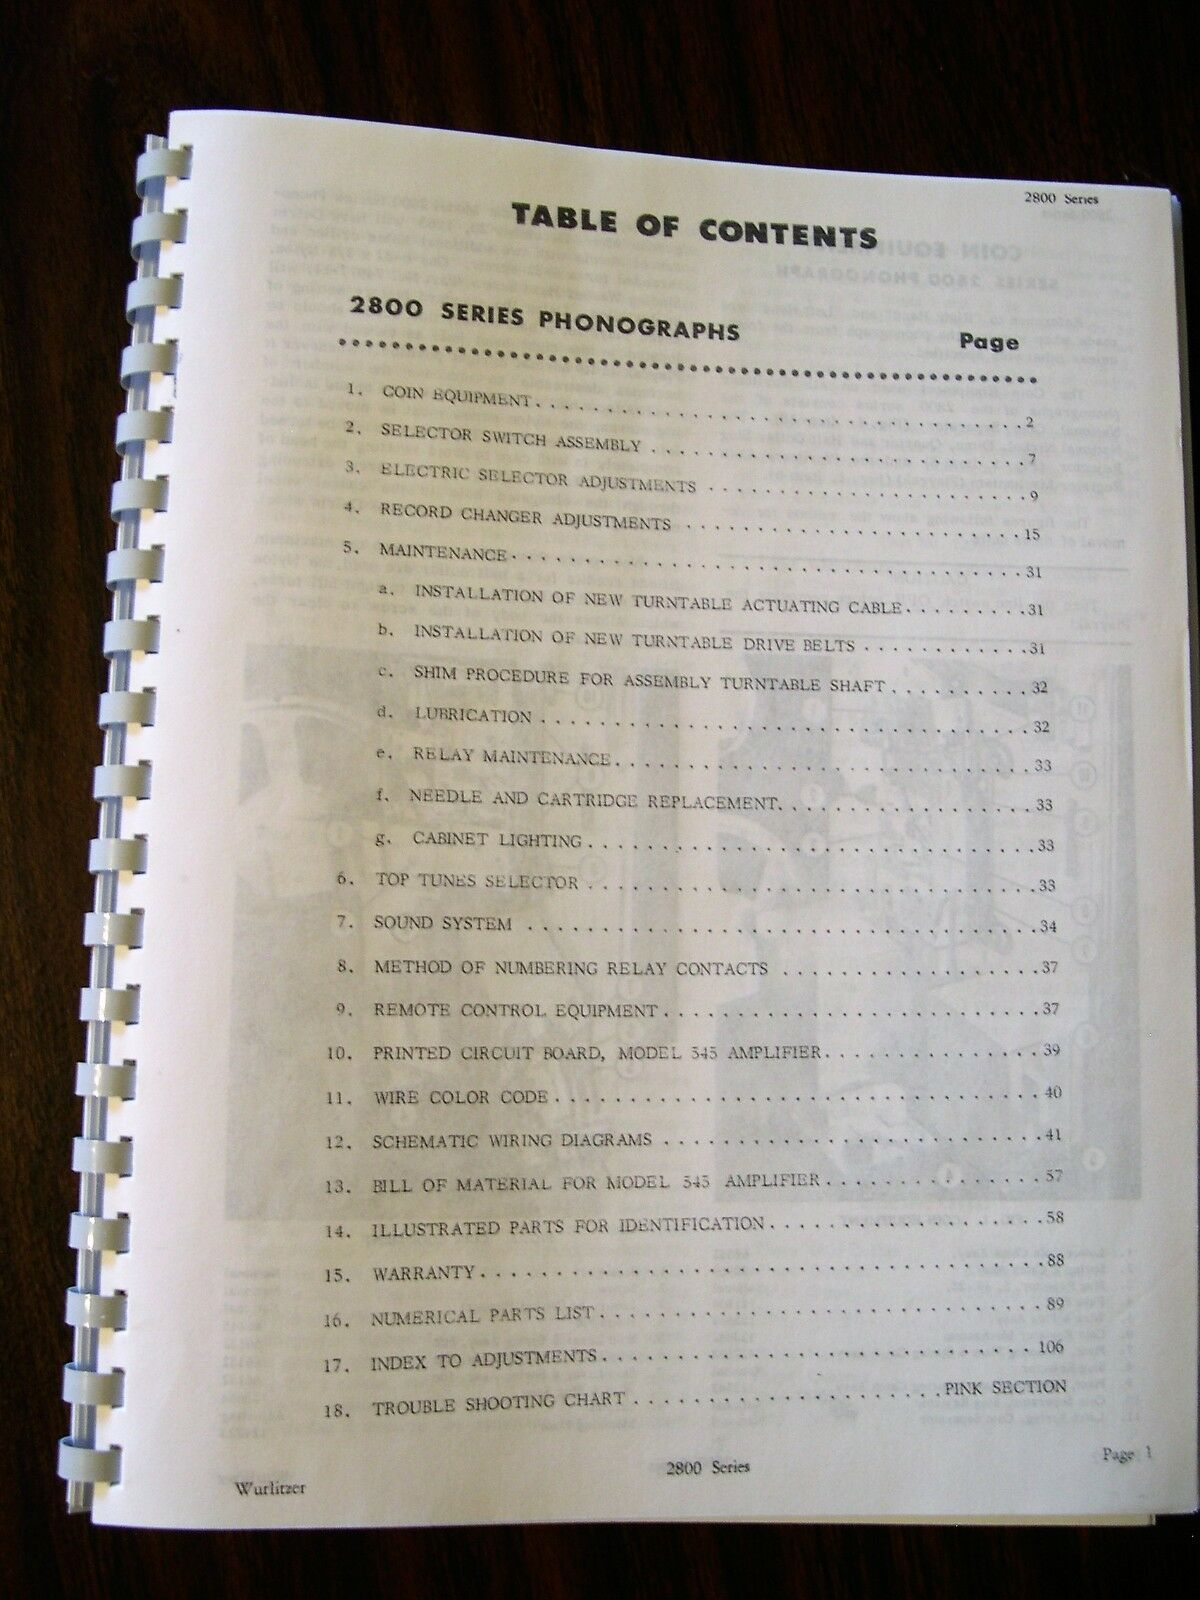 2800 Series
TABLE OF CONTENTS
2800 SERIES PHONOGRAPHS Page
1. COIN EQUIPMENT 2
2. SELECTOR SWITCH ASSEMBLY 7
3. ELECTRIC SELECTOR ADJUSTMENTS 9
4. RECORD CHANGER ADJUSTMENTS 15
5. MAINTENANCE 31
a. INSTALLATION OF NEW TURNTABLE ACTUATING CABLE 31
b. INSTALLATION OF NEW TURNTABLE DRIVE BELTS 31
c. SHIM PROCEDURE FOR ASSEMBLY TURNTABLE SHAFT 32
d. LUBRICATION 32
e. RELAY MAINTENANCE 33
f. NEEDLE AND CARTRIDGE REPLACEMENT 33
g. CABINET LIGHTING 33
6. TOP TUNES SELECTOR 33
7. SOUND SYSTEM 34
8. METHOD OF NUMBERING RELAY CONTACTS 37
9. REMOTE CONTROL EQUIPMENT 37
10. PRINTED CIRCUIT BOARD, MODEL 545 AMPLIFIER 39
11. WIRE COLOR CODE 40
12. SCHEMATIC WIRING DIAGRAMS 41
13. BILL OF MATERIAL FOR MODEL 545 AMPLIFIER 57
14. ILLUSTRATED PARTS FOR IDENTIFICATION 58
15. WARRANTY 88
16. NUMERICAL PARTS LIST 89
17. INDEX TO ADJUSTMENTS 106
18. TROUBLE SHOOTING CHART PINK SECTION
Wurlitzer 2800 Series Page 1